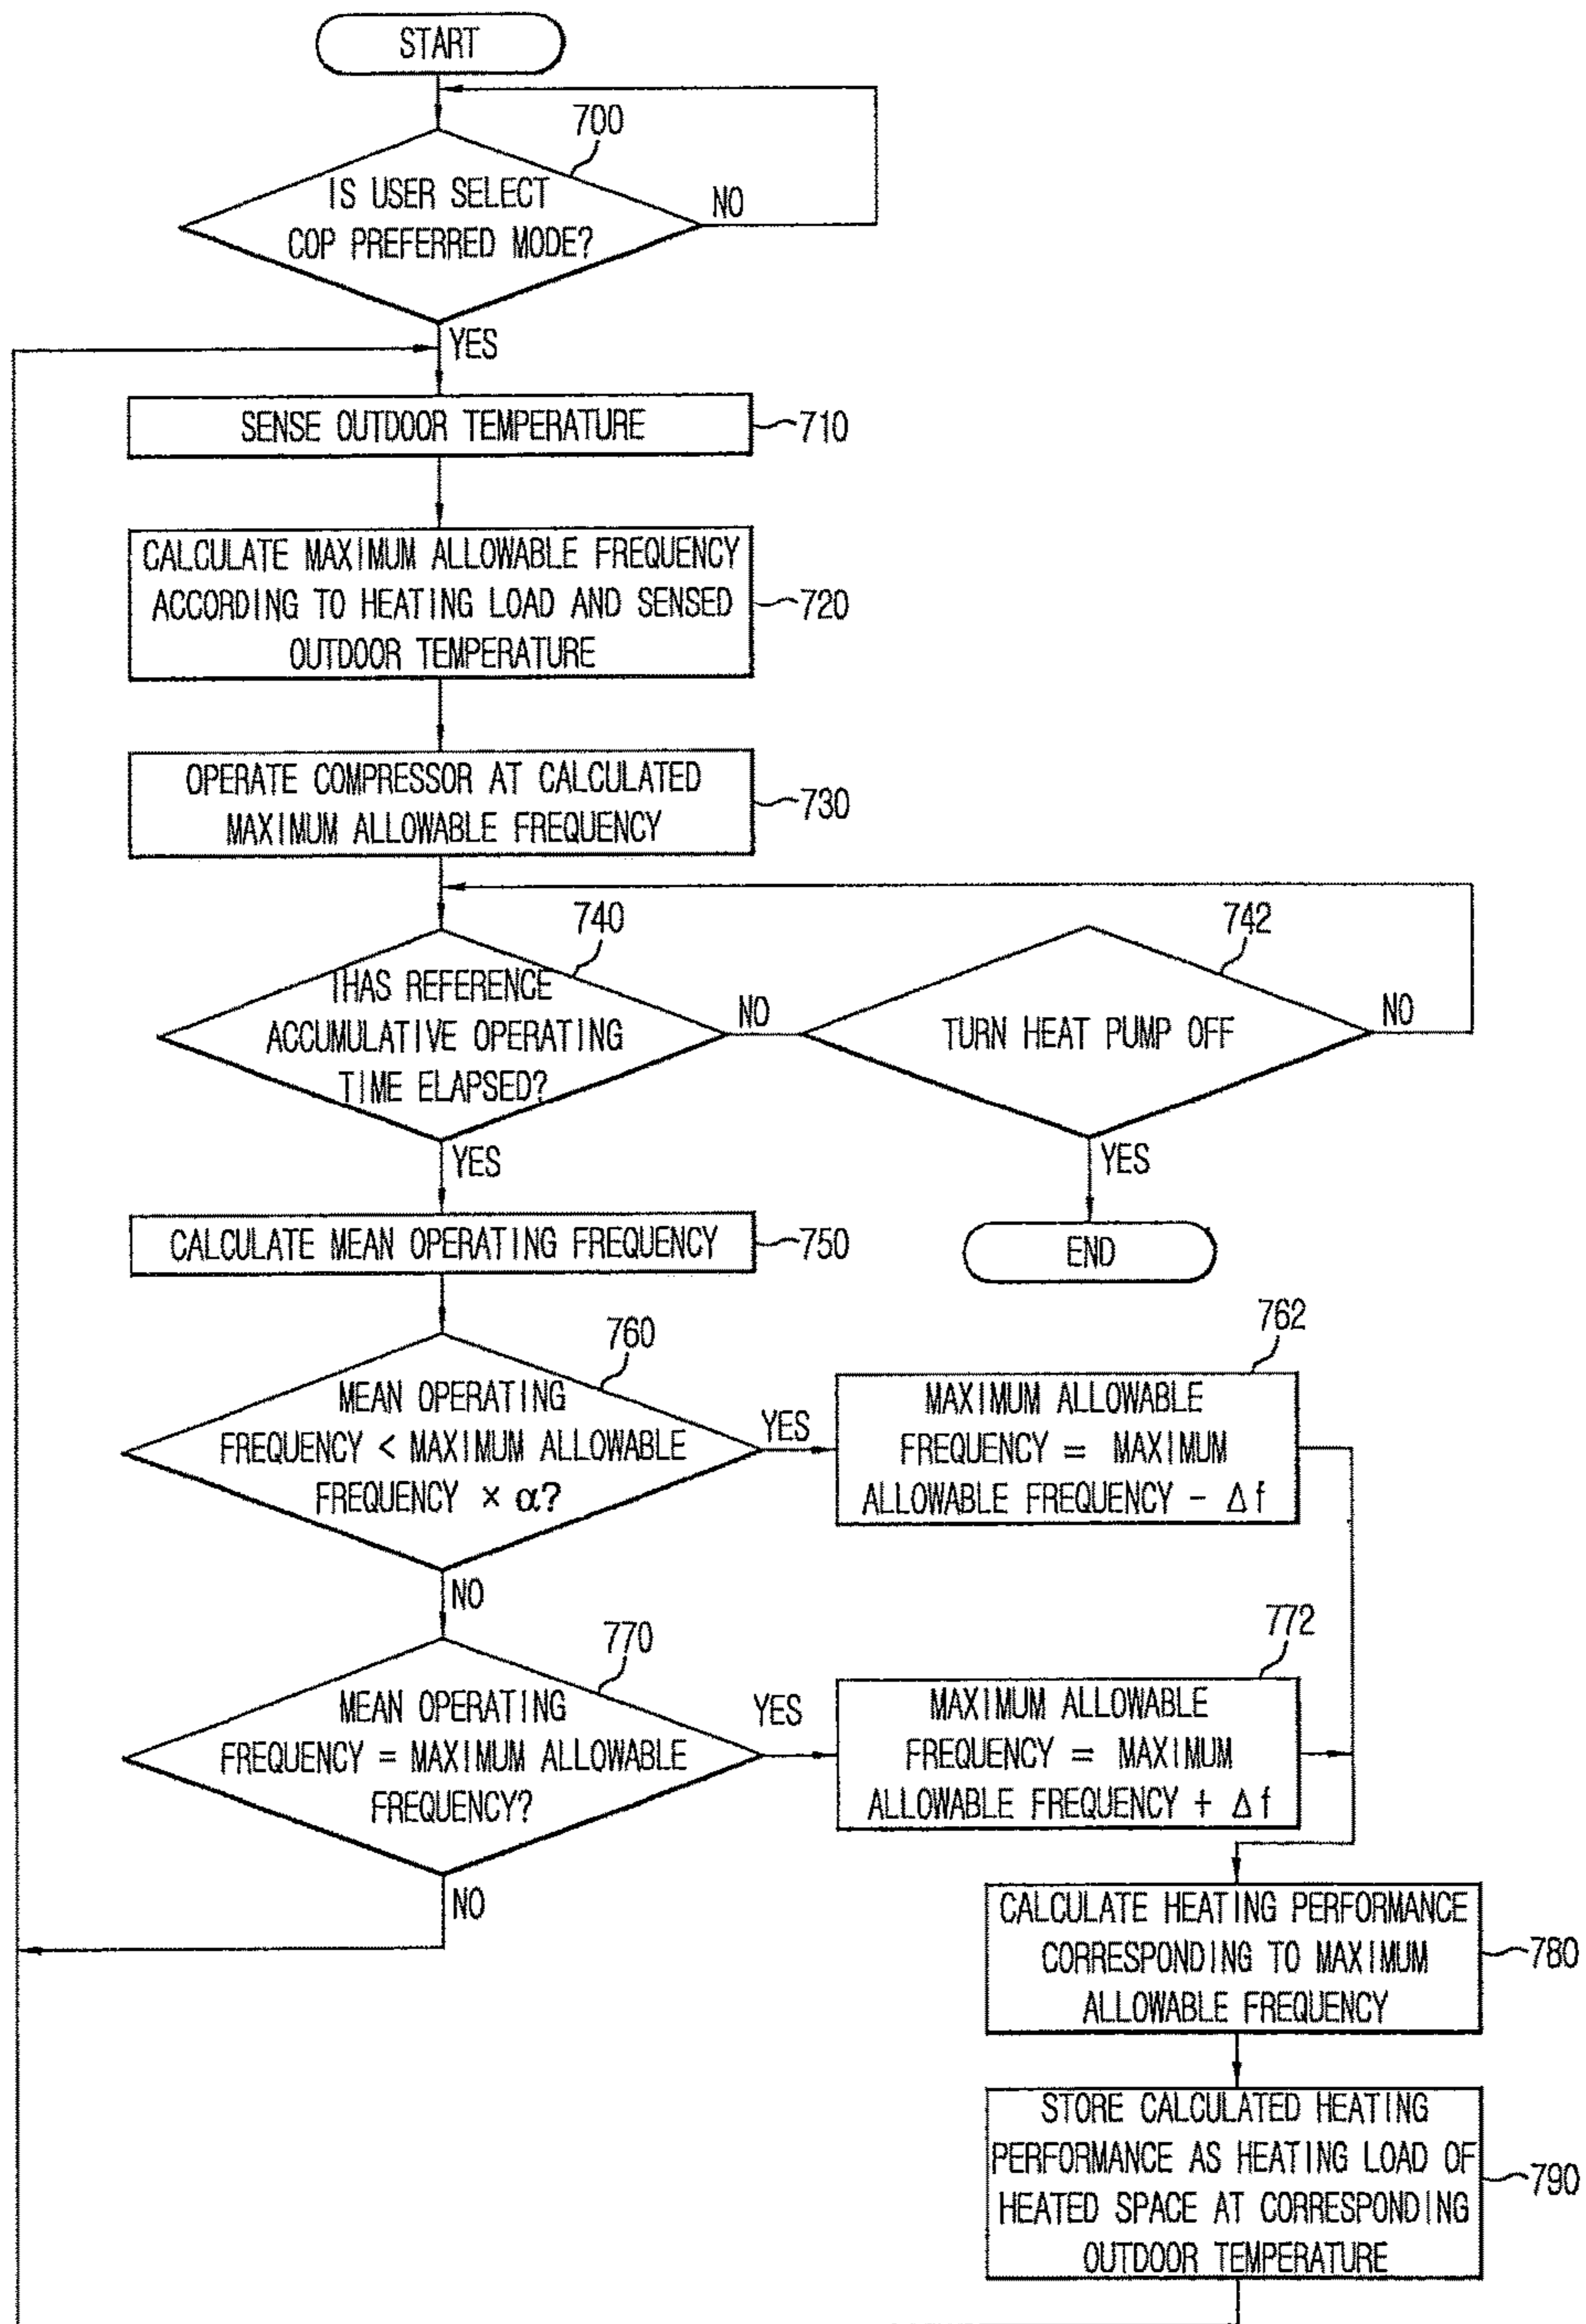 START
700
IS USER SELECT
COP PREFERRED MODE?
NO
YES
SENSE OUTDOOR TEMPERATURE
710
CALCULATE MAXIMUM ALLOWABLE FREQUENCY
ACCORDING TO HEATING LOAD AND SENSED
OUTDOOR TEMPERATURE
720
OPERATE COMPRESSOR AT CALCULATED
MAXIMUM ALLOWABLE FREQUENCY
730
740
THAS REFERENCE
ACCUMULATIVE OPERATING
TIME ELAPSED?
NO
742
TURN HEAT PUMP OFF
NO
YES
YES
CALCULATE MEAN OPERATING FREQUENCY
750
END
760
MEAN OPERATING
FREQUENCY < MAXIMUM ALLOWABLE
FREQUENCY × α?
YES
762
MAXIMUM ALLOWABLE
FREQUENCY = MAXIMUM
ALLOWABLE FREQUENCY - Δf
NO
770
MEAN OPERATING
FREQUENCY = MAXIMUM ALLOWABLE
FREQUENCY?
YES
772
MAXIMUM ALLOWABLE
FREQUENCY = MAXIMUM
ALLOWABLE FREQUENCY + Δf
NO
CALCULATE HEATING PERFORMANCE
CORRESPONDING TO MAXIMUM
ALLOWABLE FREQUENCY
780
STORE CALCULATED HEATING
PERFORMANCE AS HEATING LOAD OF
HEATED SPACE AT CORRESPONDING
OUTDOOR TEMPERATURE
790